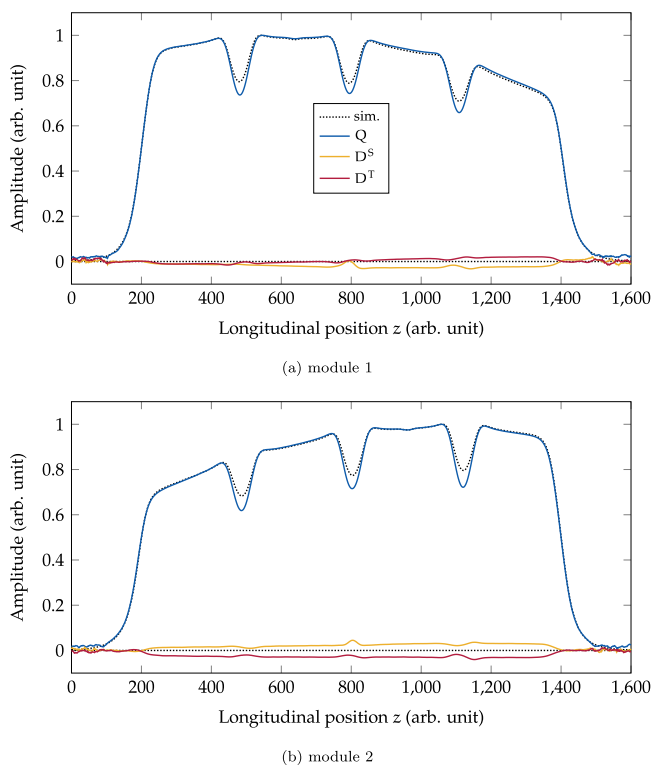 1
0.8
0.6
0.4
0.2
0
Amplitude (arb. unit)
sim.
Q
D^S
D^T
0 200 400 600 800 1,000 1,200 1,400 1,600
Longitudinal position z (arb. unit)
(a) module 1
1
0.8
0.6
0.4
0.2
0
Amplitude (arb. unit)
0 200 400 600 800 1,000 1,200 1,400 1,600
Longitudinal position z (arb. unit)
(b) module 2